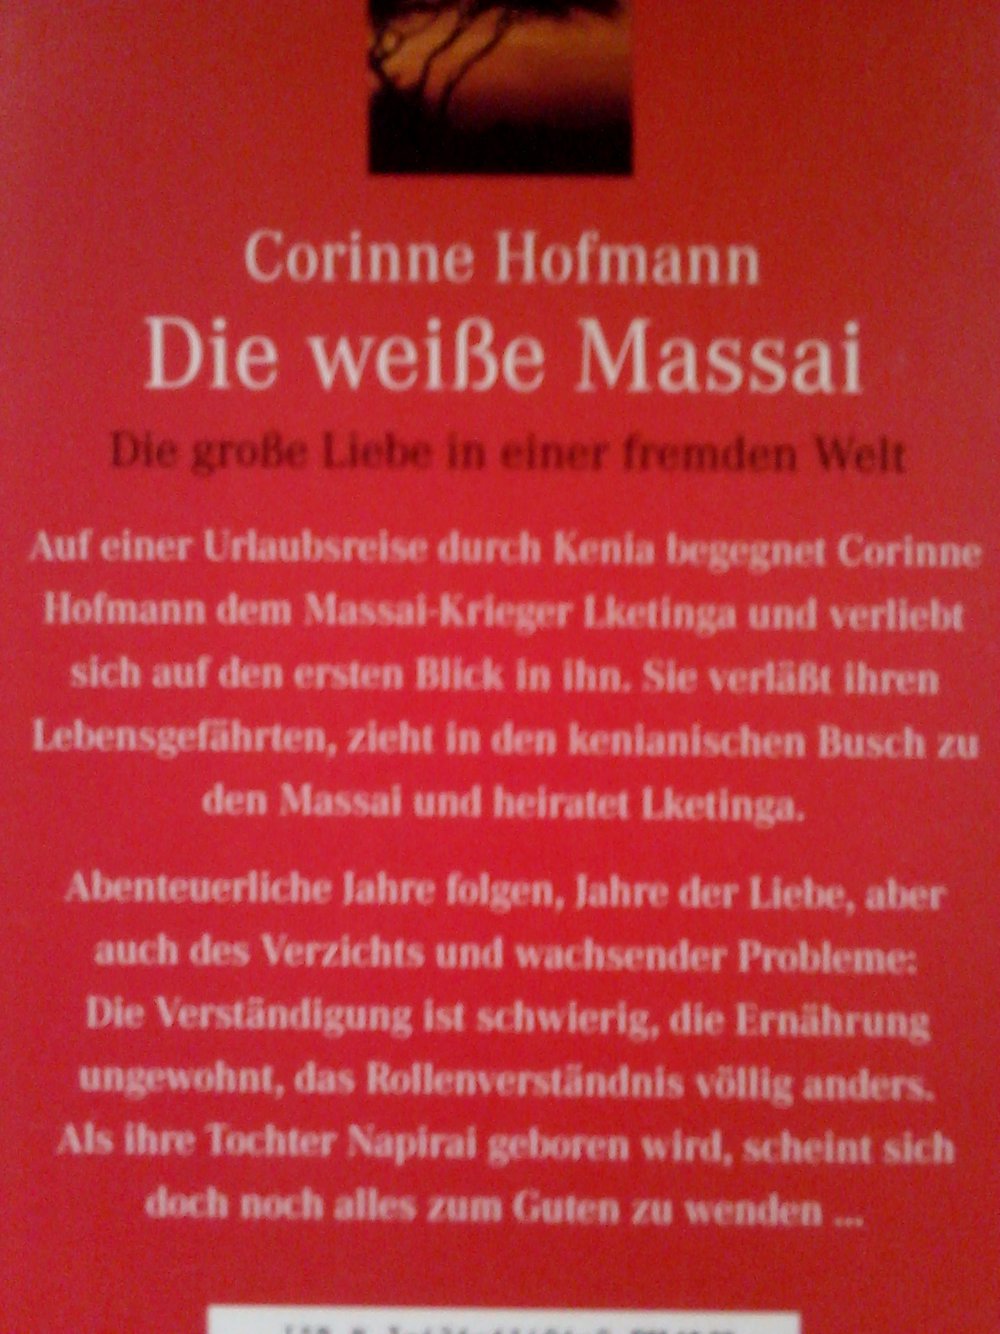 Corinne Hofmann
Die weiße Massai
Die große Liebe in einer fremden Welt
Auf einer Urlaubsreise durch Kenia begegnet Corinne
Hofmann dem Massai-Krieger Lketinga und verliebt
sich auf den ersten Blick in ihn. Sie verläßt ihren
Lebensgefährten, zieht in den kenianischen Busch zu
den Massai und heiratet Lketinga.
Abenteuerliche Jahre folgen, Jahre der Liebe, aber
auch des Verzichts und wachsender Probleme:
Die Verständigung ist schwierig, die Ernährung
ungewohnt, das Rollenverständnis völlig anders.
Als ihre Tochter Napirai geboren wird, scheint sich
doch noch alles zum Guten zu wenden ...